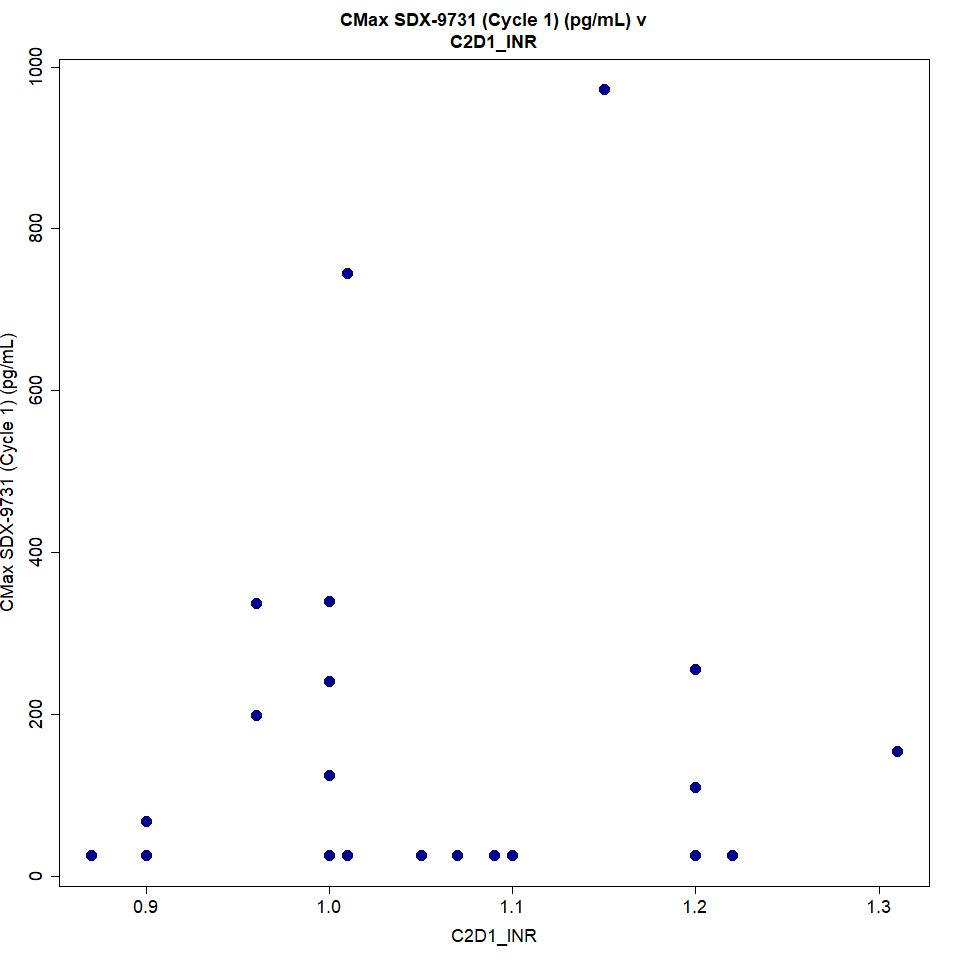 CMax SDX-9731 (Cycle 1) (pg/mL) v
C2D1_INR
CMax SDX-9731 (Cycle 1) (pg/mL)
1000
800
600
400
200
0
0.9 1.0 1.1 1.2 1.3
C2D1_INR